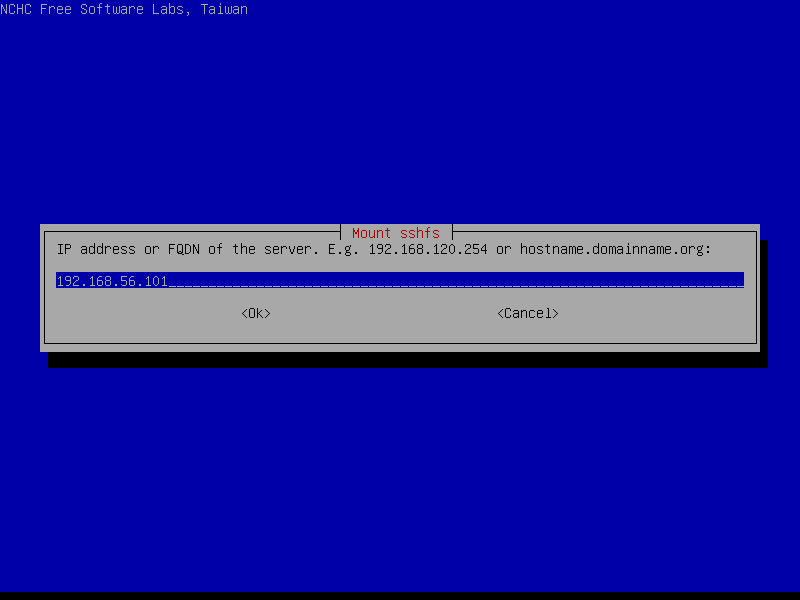 NCHC Free Software Labs, Taiwan
Mount sshfs
IP address or FQDN of the server. E.g. 192.168.120.254 or hostname.domainname.org:
192.168.56.101
<Ok> <Cancel>